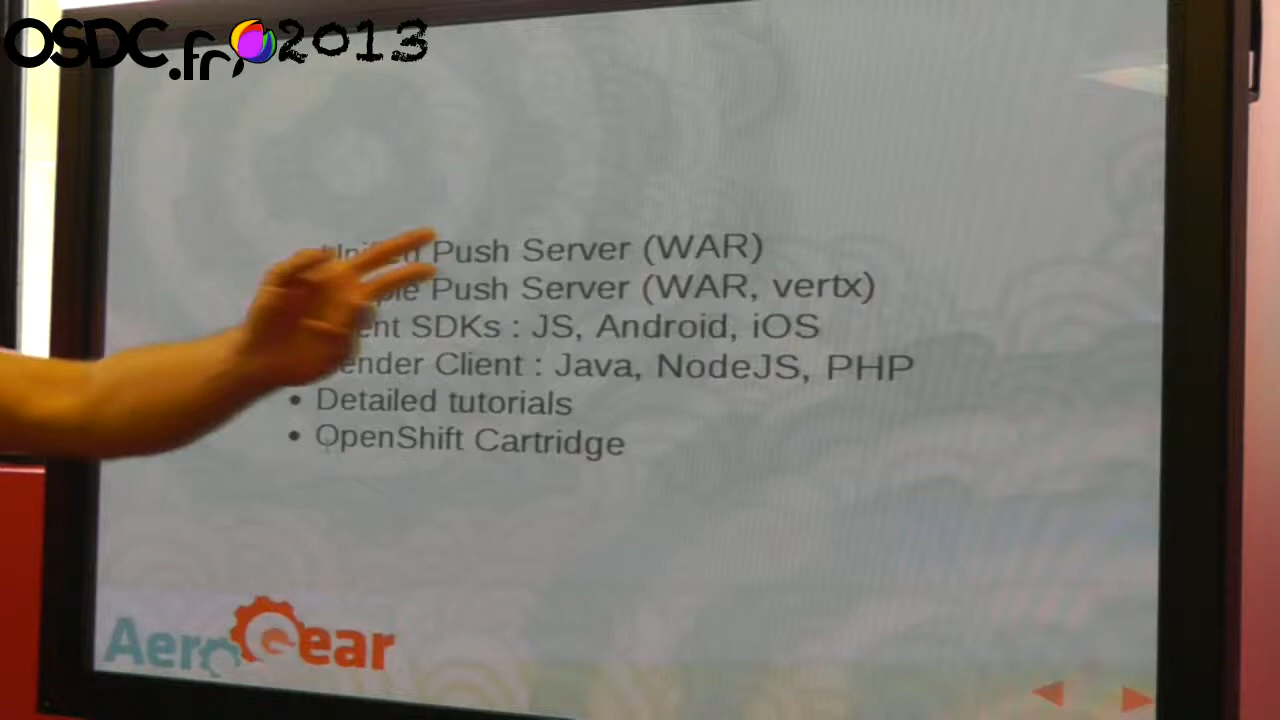 OSDC.fr 2013
Push Server (WAR)
Push Server (WAR, vertx)
SDKs : JS, Android, iOS
Client : Java, NodeJS, PHP
• Detailed tutorials
• OpenShift Cartridge
AeroGear